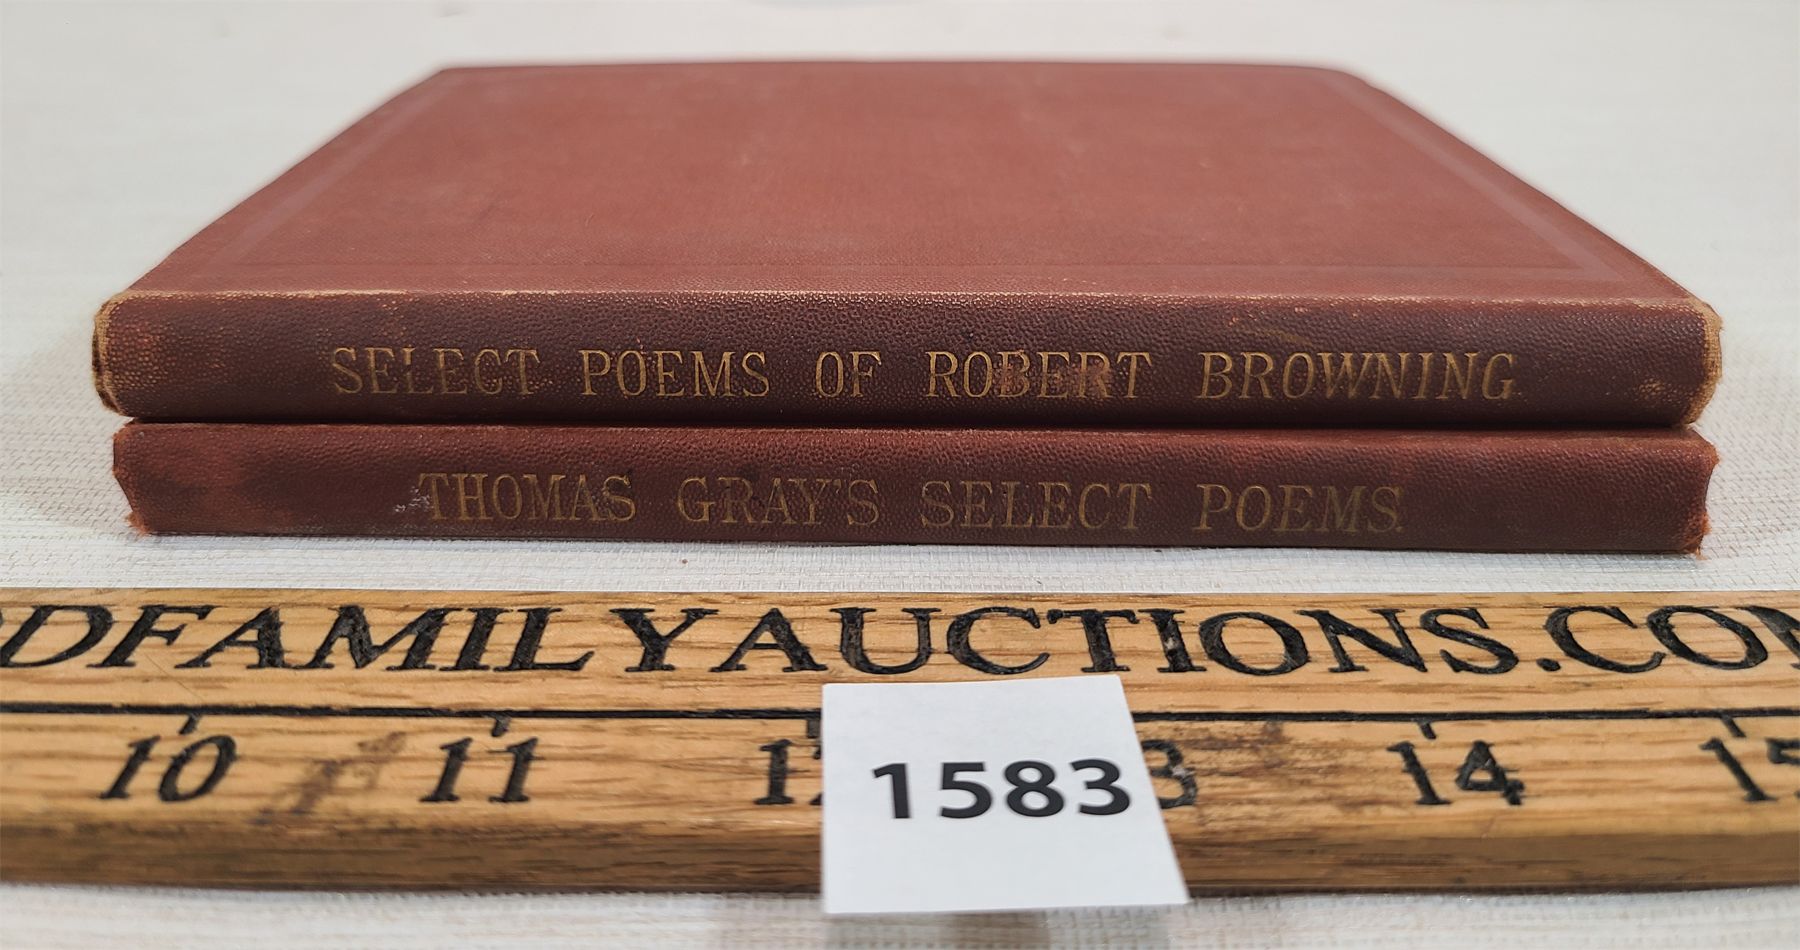 SELECT POEMS OF ROBERT BROWNING
THOMAS GRAY'S SELECT POEMS.
DFAMILYAUCTIONS.CO
10 11 14
1583